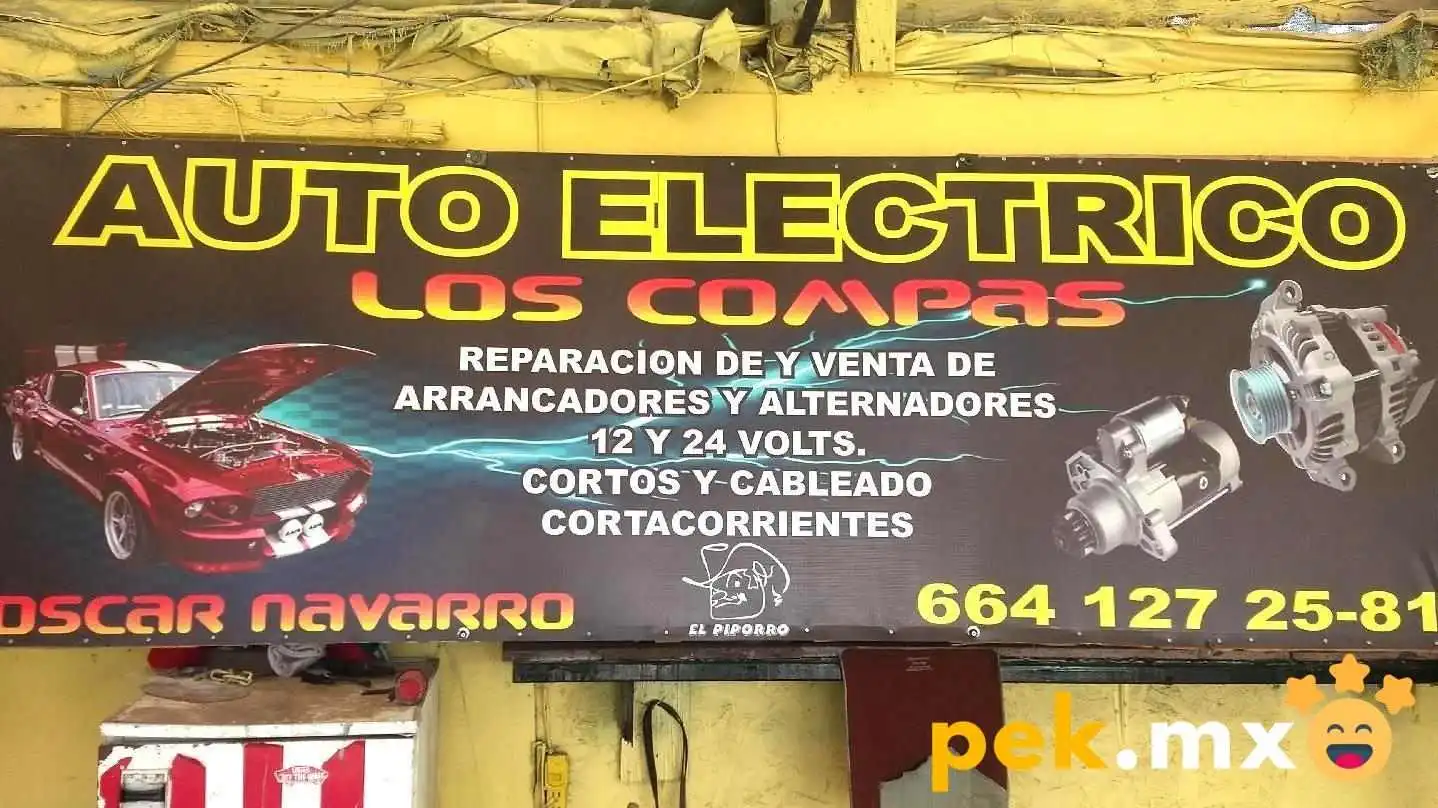 AUTO ELECTRICO
LOS COMPAS
REPARACION DE Y VENTA DE
ARRANCADORES Y ALTERNADORES
12 Y 24 VOLTS.
CORTOS Y CABLEADO
CORTACORRIENTES
EL PIPORRO
OSCAR NAVARRO
664 127 25-81
pek.mx